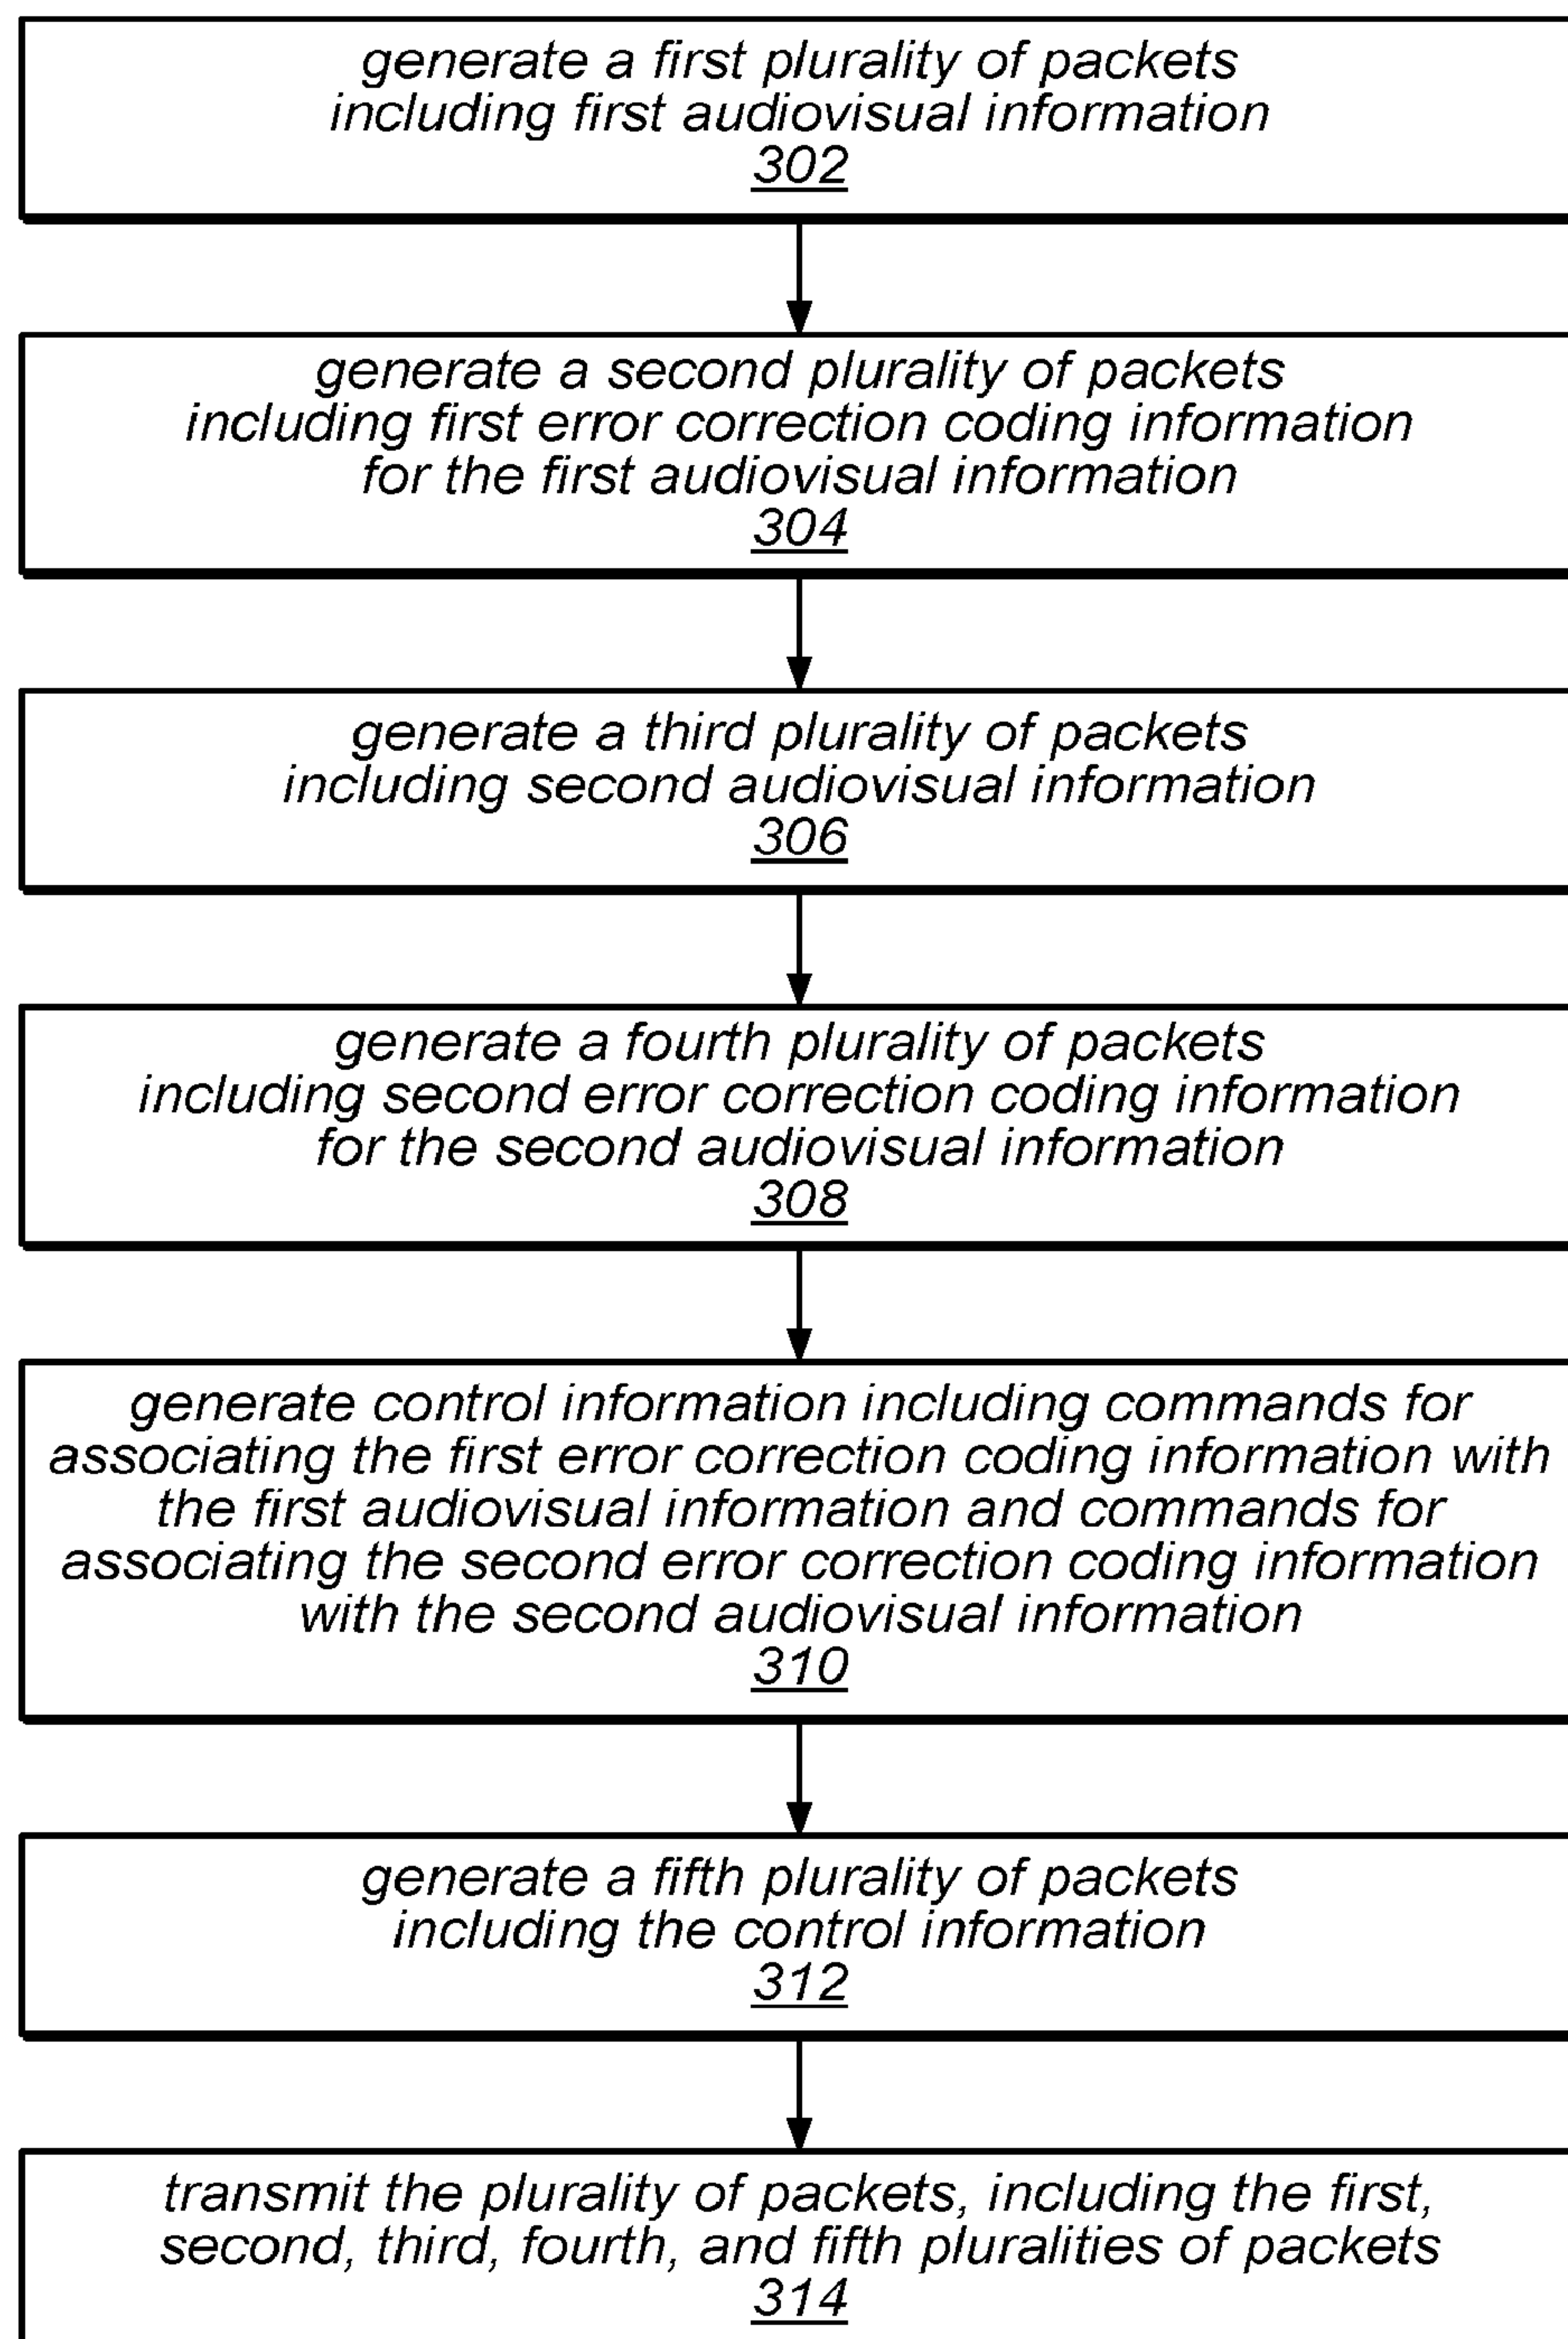 generate a first plurality of packets
including first audiovisual information
302
generate a second plurality of packets
including first error correction coding information
for the first audiovisual information
304
generate a third plurality of packets
including second audiovisual information
306
generate a fourth plurality of packets
including second error correction coding information
for the second audiovisual information
308
generate control information including commands for
associating the first error correction coding information with
the first audiovisual information and commands for
associating the second error correction coding information
with the second audiovisual information
310
generate a fifth plurality of packets
including the control information
312
transmit the plurality of packets, including the first,
second, third, fourth, and fifth pluralities of packets
314